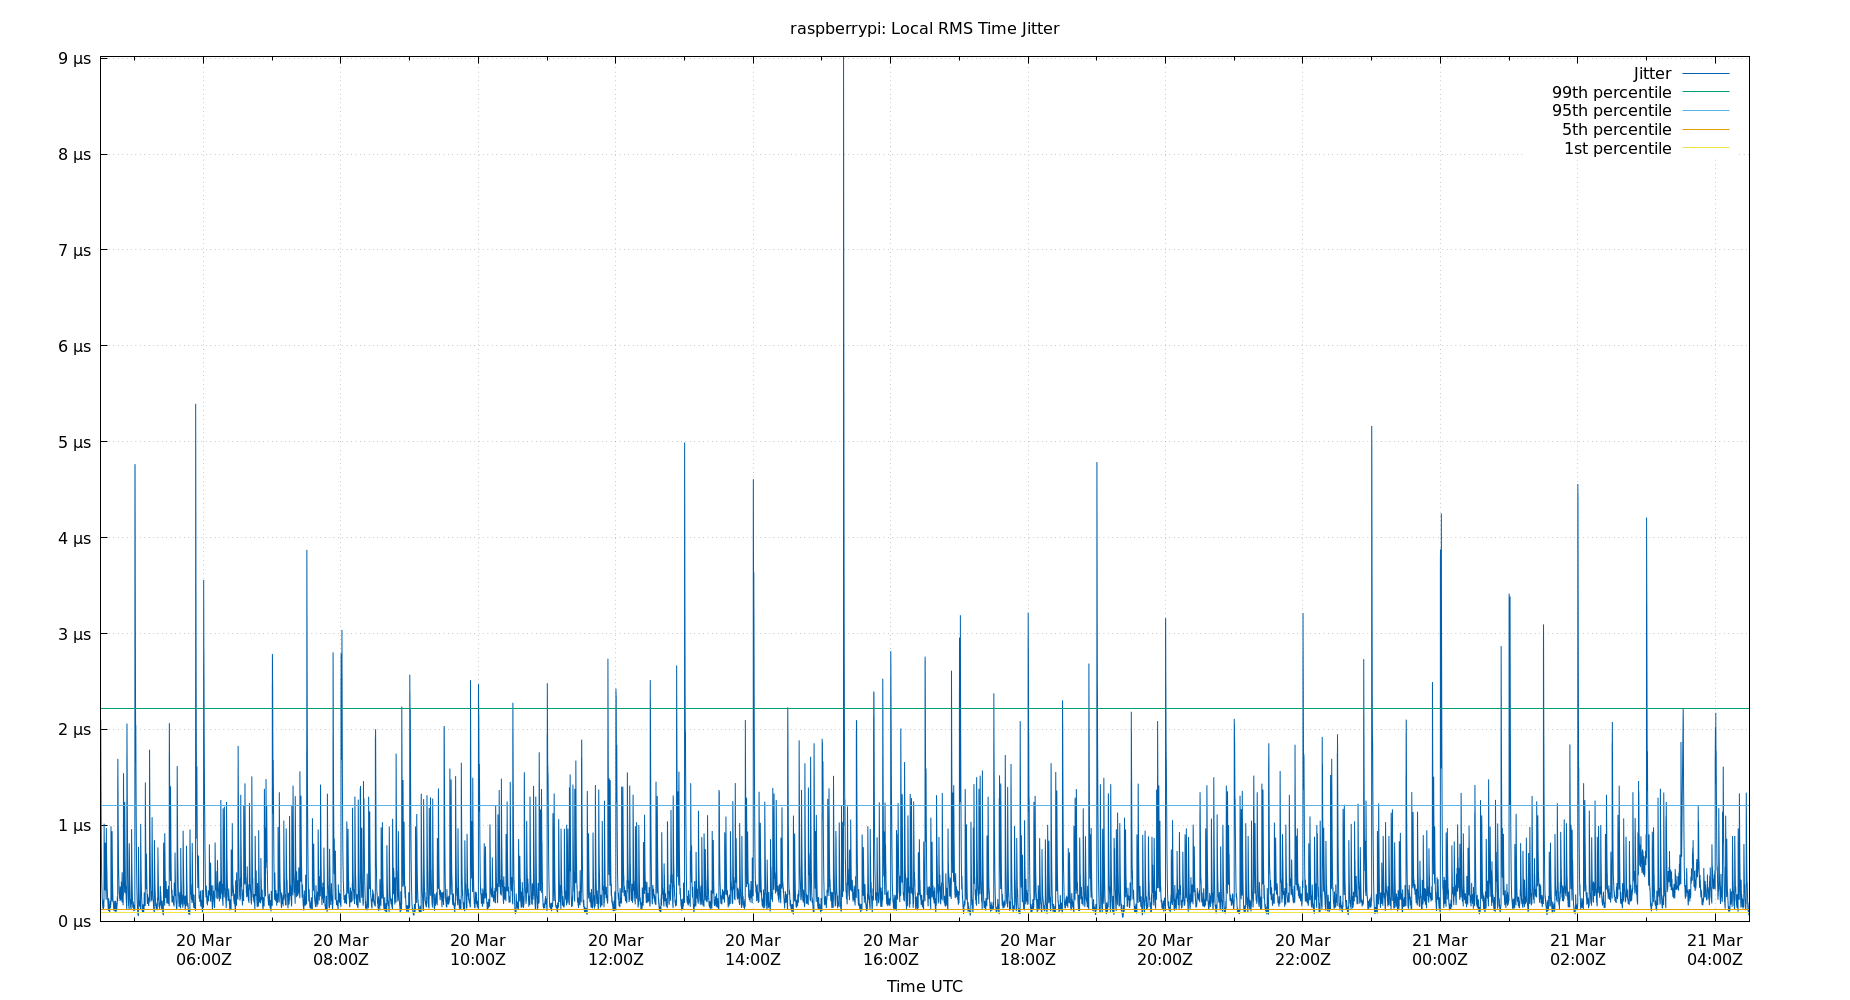 raspberrypi: Local RMS Time Jitter
9 µs
8 µs
7 µs
6 µs
5 µs
4 µs
3 µs
2 µs
1 µs
0 µs
Jitter
99th percentile
95th percentile
5th percentile
1st percentile
20 Mar 20 Mar 20 Mar 20 Mar 20 Mar 20 Mar 20 Mar 20 Mar 20 Mar 21 Mar 21 Mar 21 Mar
06:00Z 08:00Z 10:00Z 12:00Z 14:00Z 16:00Z 18:00Z 20:00Z 22:00Z 00:00Z 02:00Z 04:00Z
Time UTC